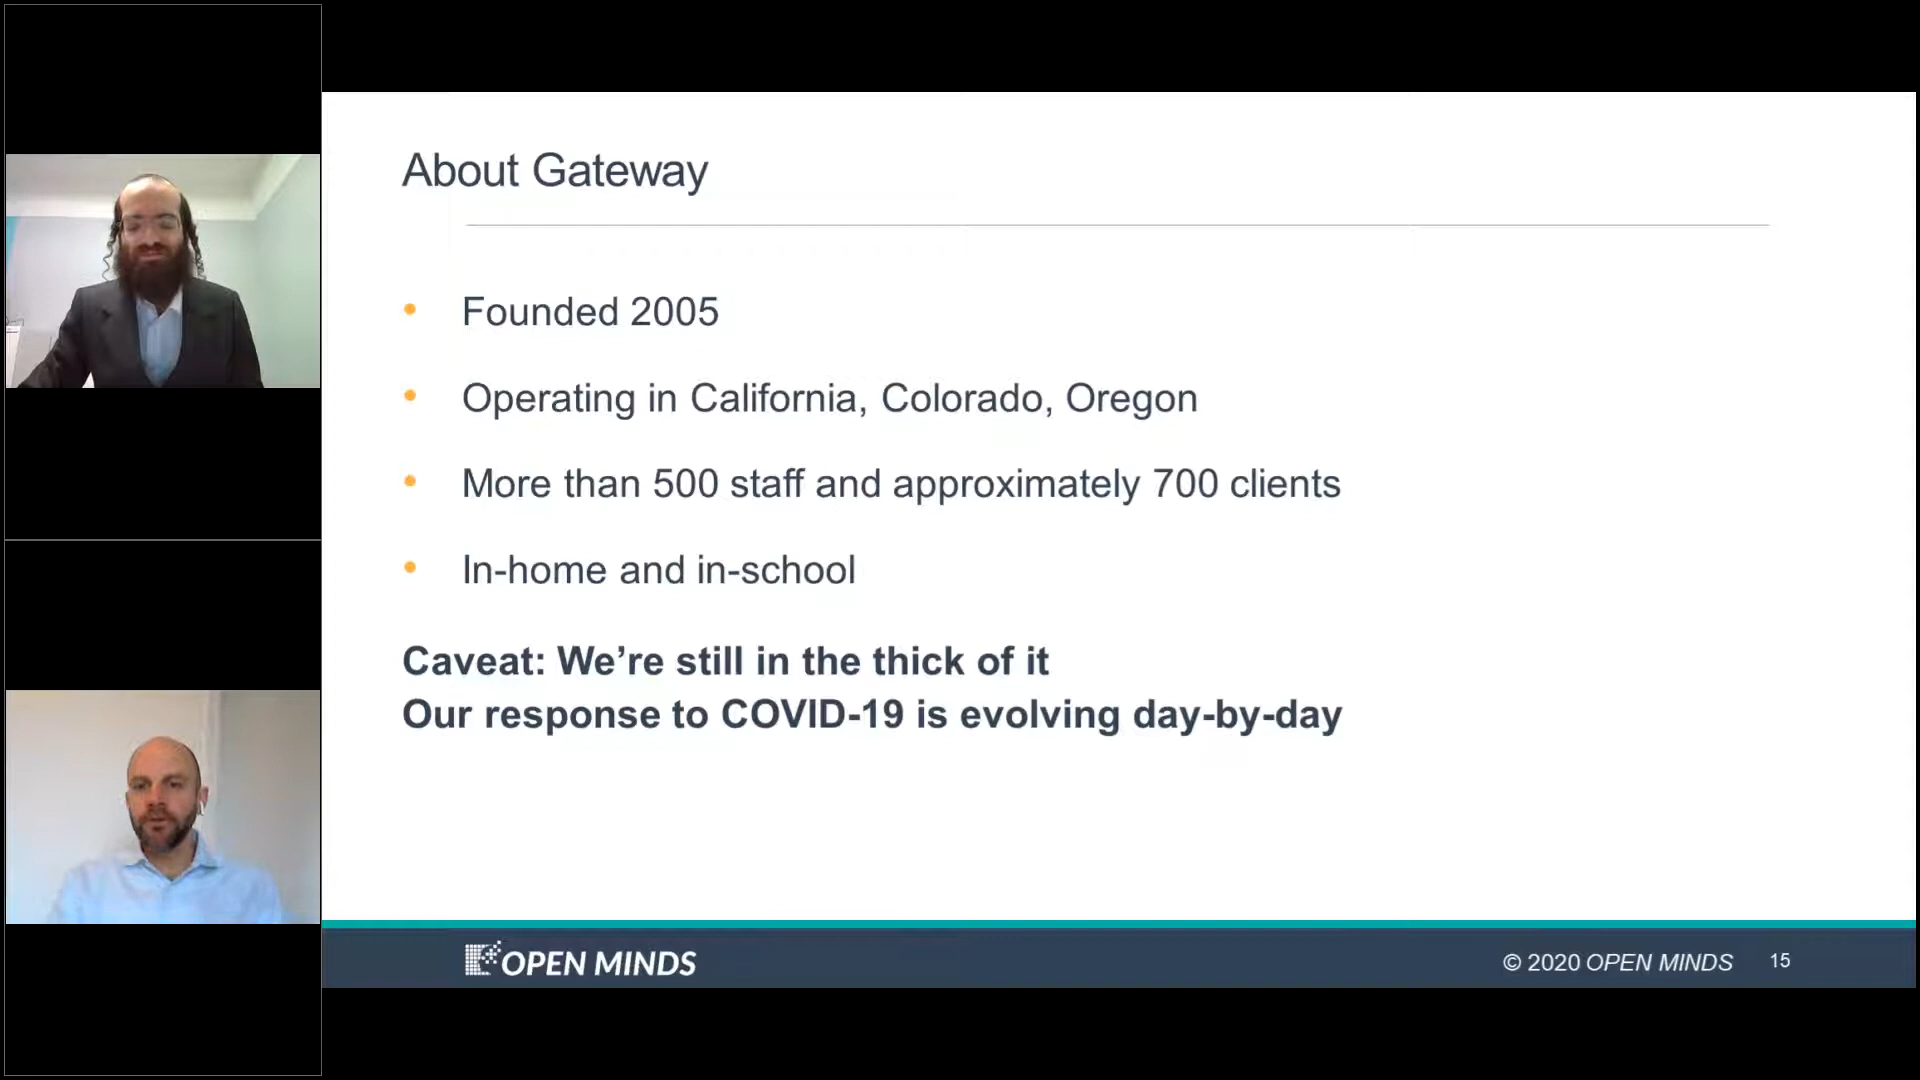 About Gateway
Founded 2005
Operating in California, Colorado, Oregon
More than 500 staff and approximately 700 clients
In-home and in-school
Caveat: We’re still in the thick of it
Our response to COVID-19 is evolving day-by-day
OPEN MINDS
© 2020 OPEN MINDS 15